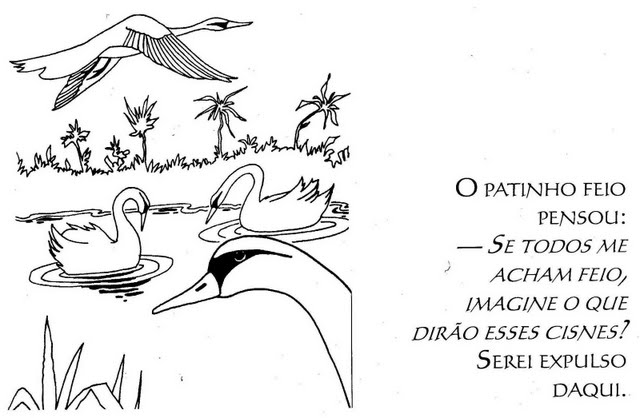 O PATINHO FEIO
PENSOU:
— SE TODOS ME
ACHAM FEIO,
IMAGINE O QUE
DIRÃO ESSES CISNES?
SEREI EXPULSO
DAQUI.